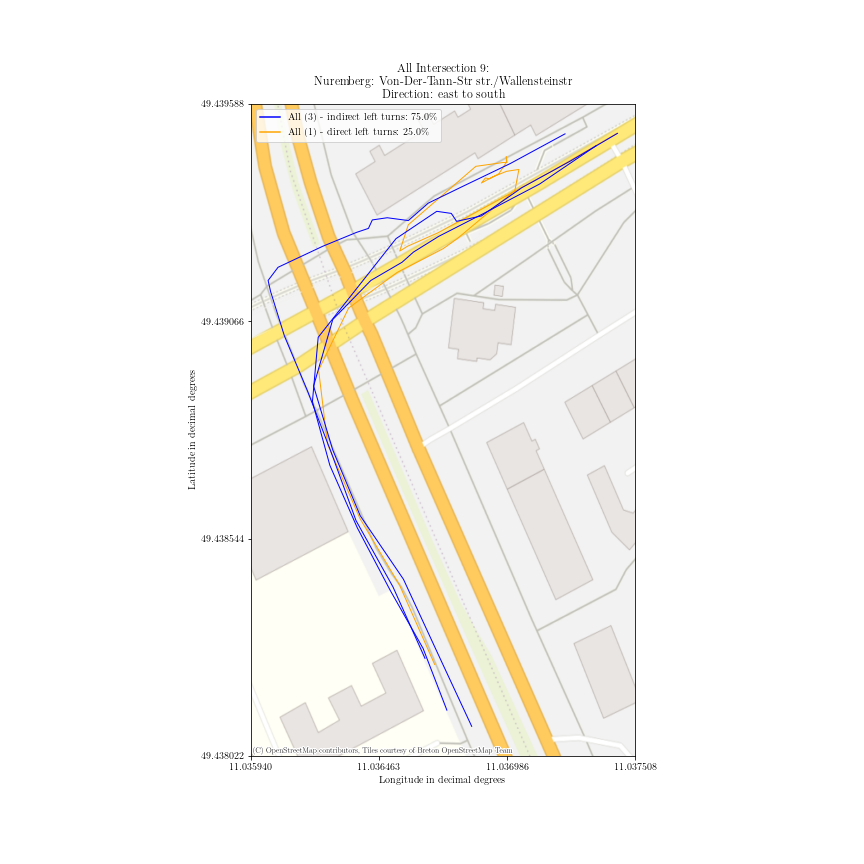 All Intersection 9:
Nuremberg: Von-Der-Tann-Str str./Wallensteinstr
Direction: east to south
All (3) - indirect left turns: 75.0%
All (1) - direct left turns: 25.0%
49.439588
49.439066
49.438544
49.438022
Latitude in decimal degrees
(C) OpenStreetMap contributors, Tiles courtesy of Breton OpenStreetMap Team
11.035940
11.036463
11.036986
11.037508
Longitude in decimal degrees